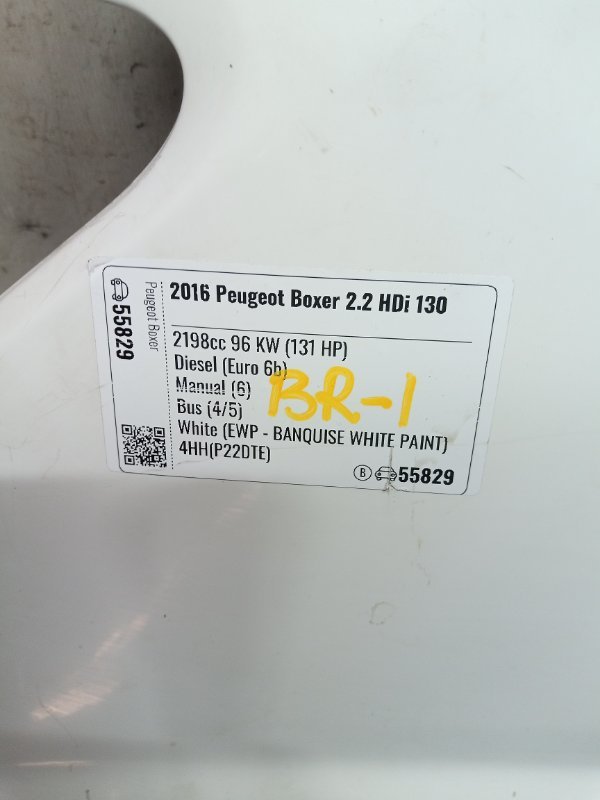 2016 Peugeot Boxer 2.2 HDi 130
2198cc 96 KW (131 HP)
Diesel (Euro 6b)
Manual (6)
Bus (4/5)
White (EWP - BANQUISE WHITE PAINT)
4HH(P22DTE)
BR-1
B 55829
Peugeot Boxer
55829